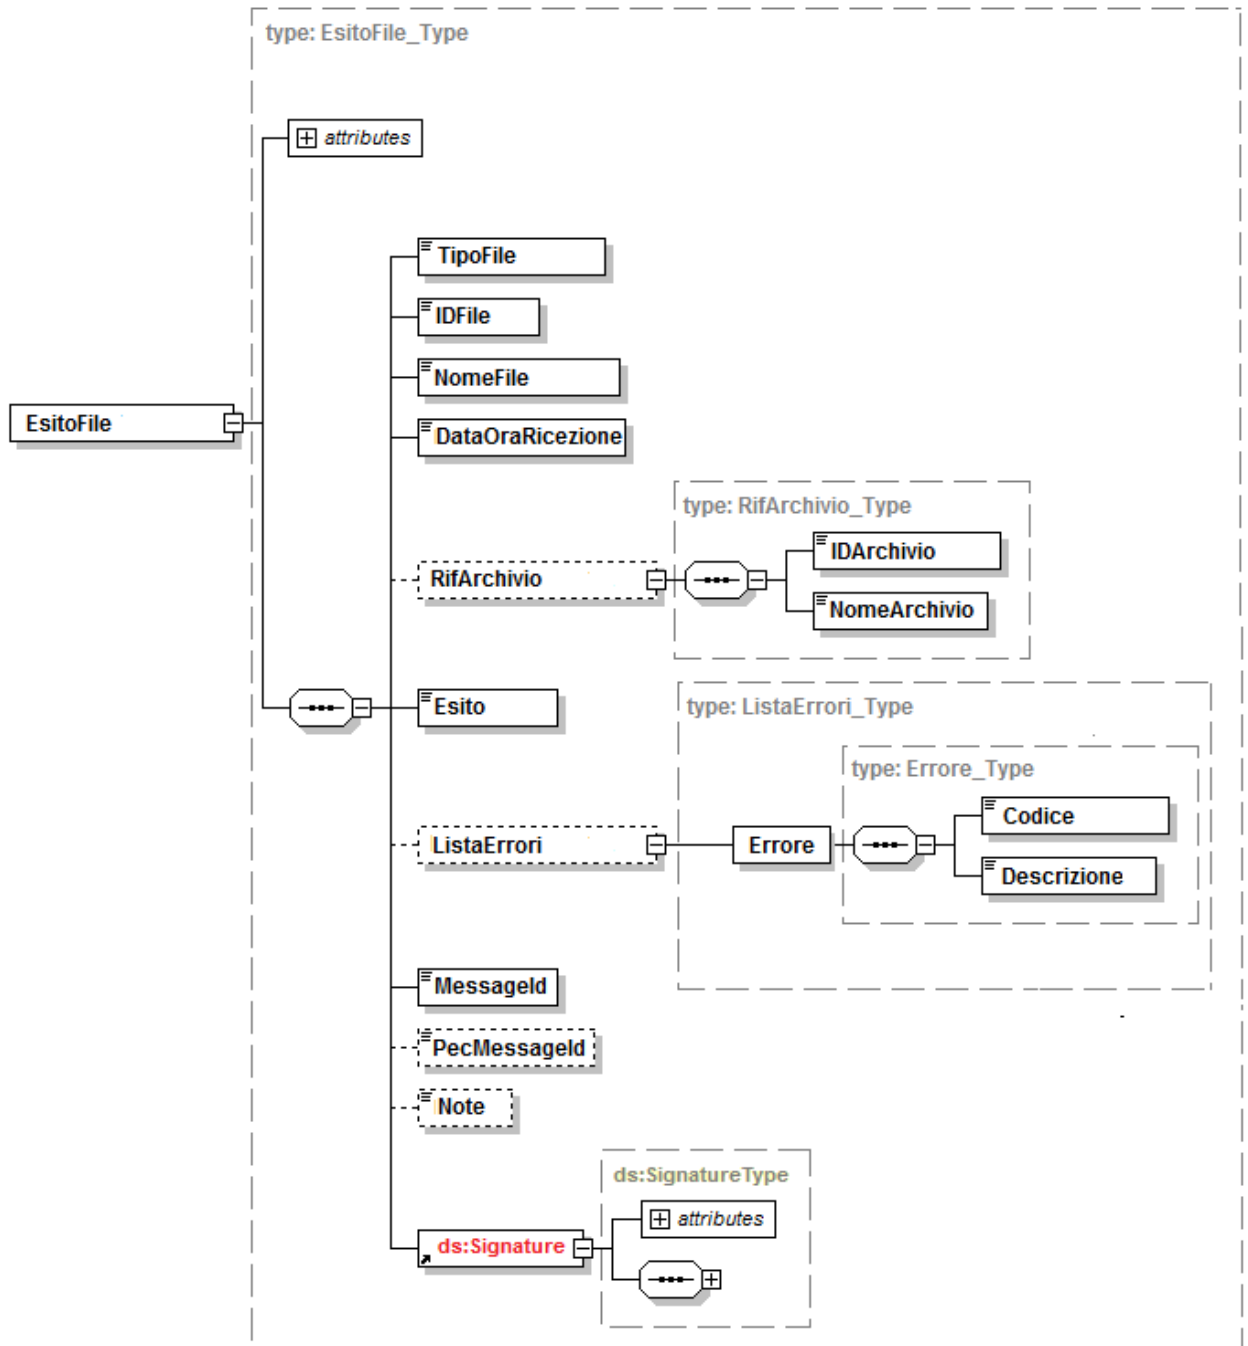 type: EsitoFile_Type
attributes
TipoFile
IDFile
NomeFile
EsitoFile
DataOraRicezione
type: RifArchivio_Type
IDArchivio
RifArchivio
NomeArchivio
Esito
type: ListaErrori_Type
type: Errore_Type
Codice
ListaErrori
Errore
Descrizione
MessageId
PecMessageId
Note
ds:SignatureType
attributes
ds:Signature